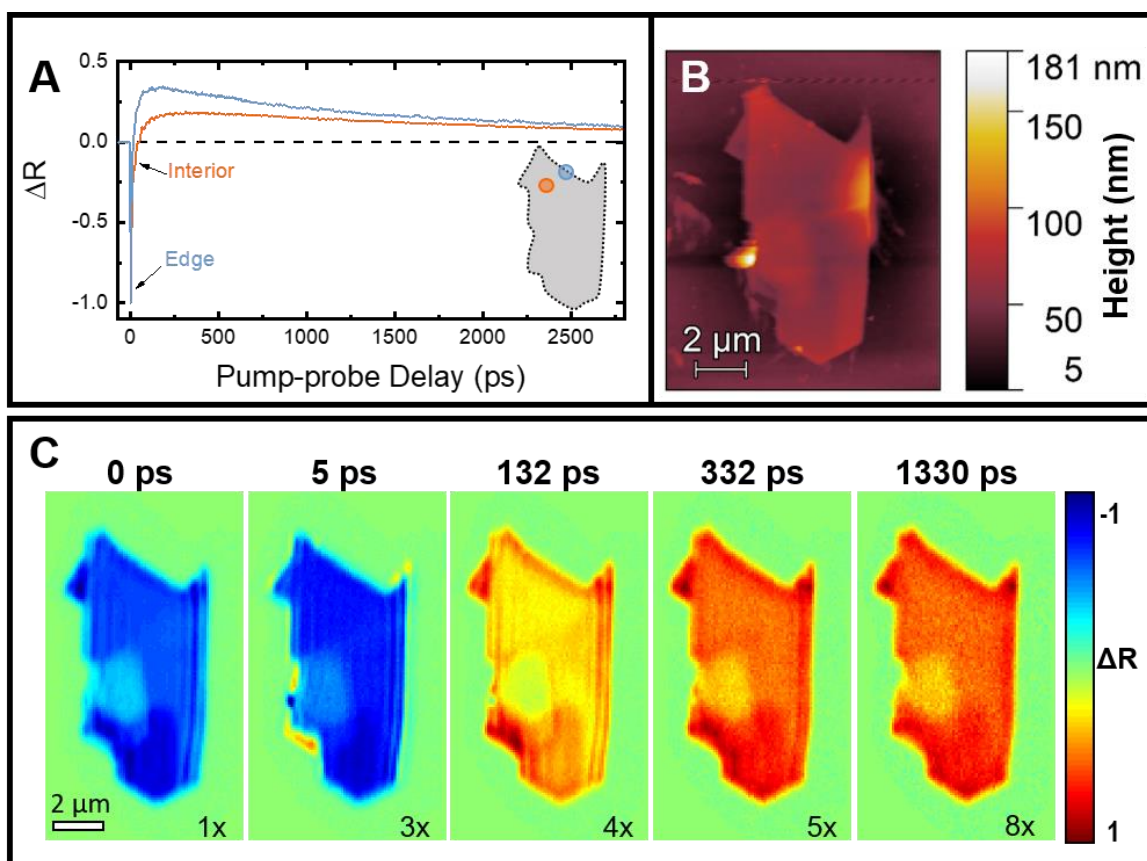 A
0.5
0.0
-0.5
-1.0
ΔR
Interior
Edge
0
500
1000
1500
2000
2500
Pump-probe Delay (ps)
B
2 μm
181 nm
150
100
50
5
Height (nm)
C
0 ps
5 ps
132 ps
332 ps
1330 ps
2 μm
1x
3x
4x
5x
8x
-1
ΔR
1